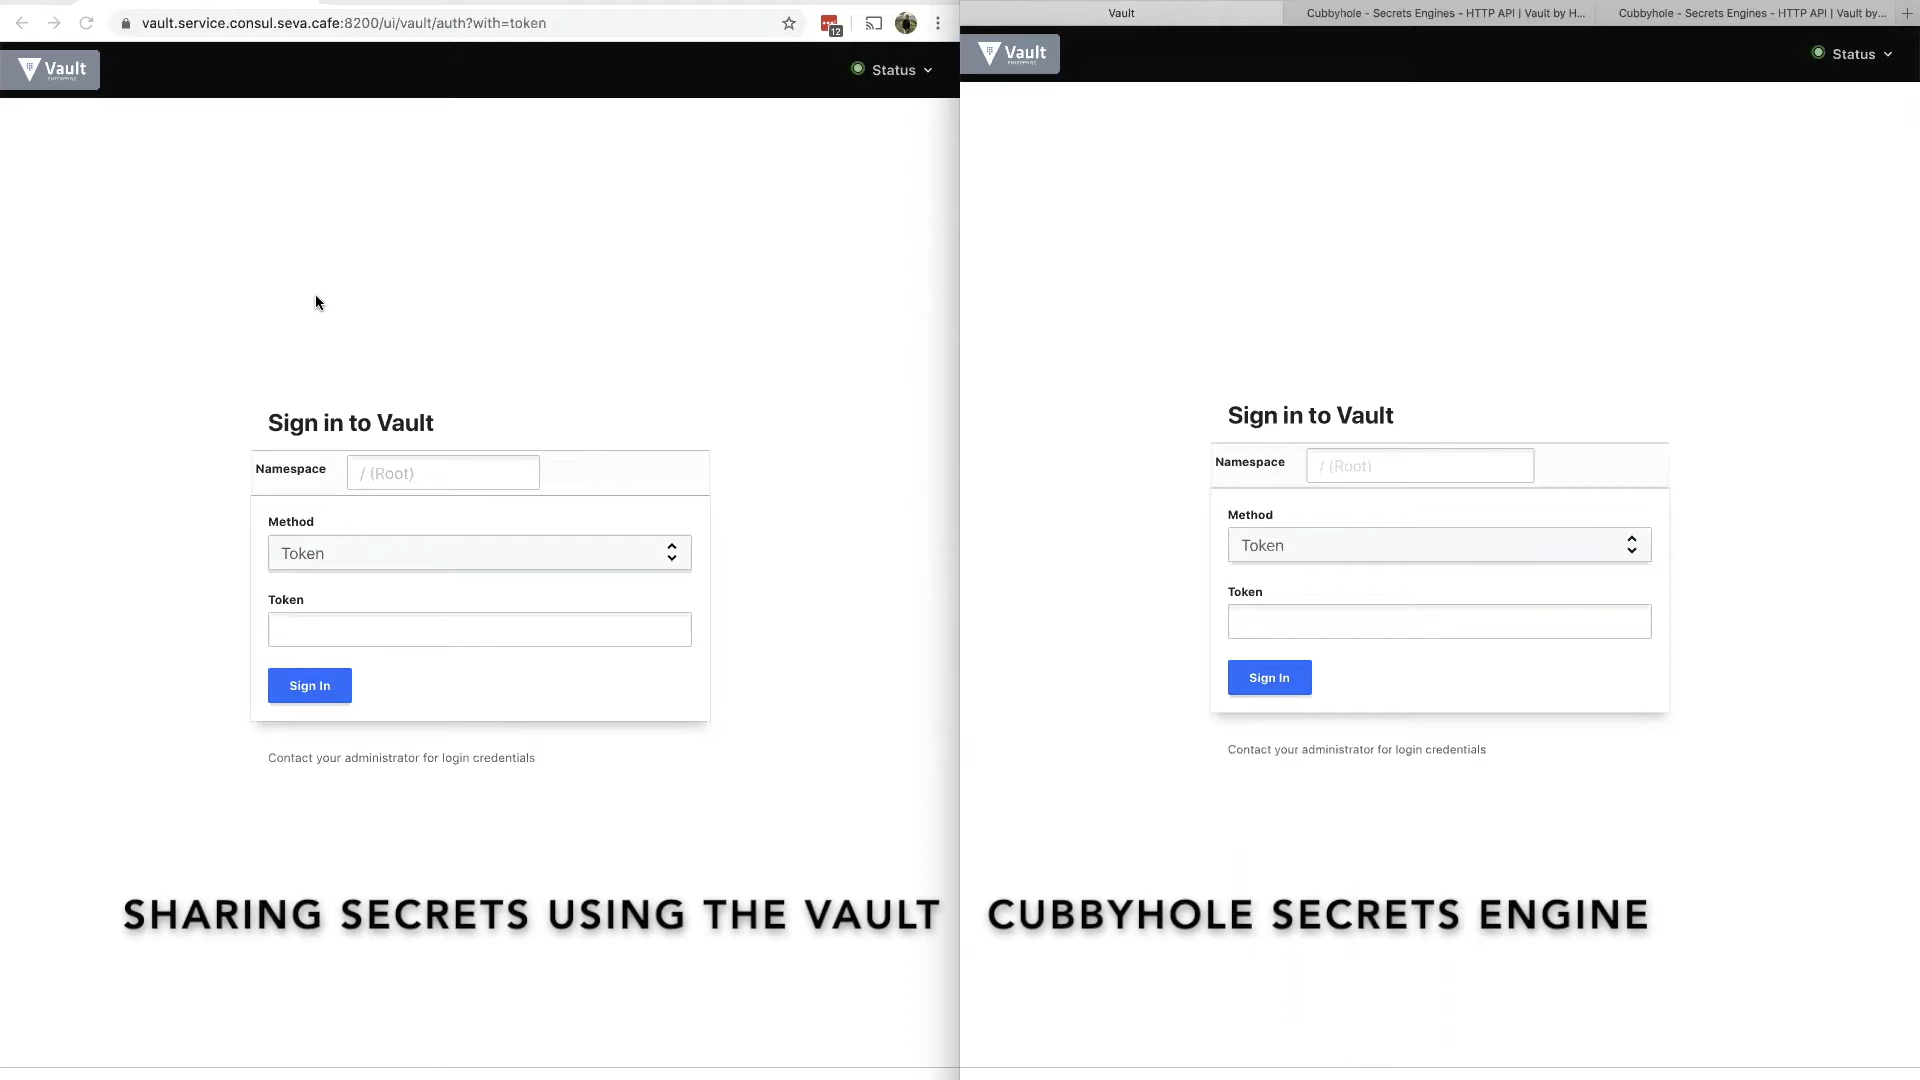 vault.service.consul.seva.cafe:8200/ui/vault/auth?with=token
12
Vault
ENTERPRISE
Status
Sign in to Vault
Namespace
/ (Root)
Method
Token
Token
Sign In
Contact your administrator for login credentials
Vault
Cubbyhole - Secrets Engines - HTTP API | Vault by H...
Cubbyhole - Secrets Engines - HTTP API | Vault by...
Vault
ENTERPRISE
Status
Sign in to Vault
Namespace
/ (Root)
Method
Token
Token
Sign In
Contact your administrator for login credentials
SHARING SECRETS USING THE VAULT CUBBYHOLE SECRETS ENGINE